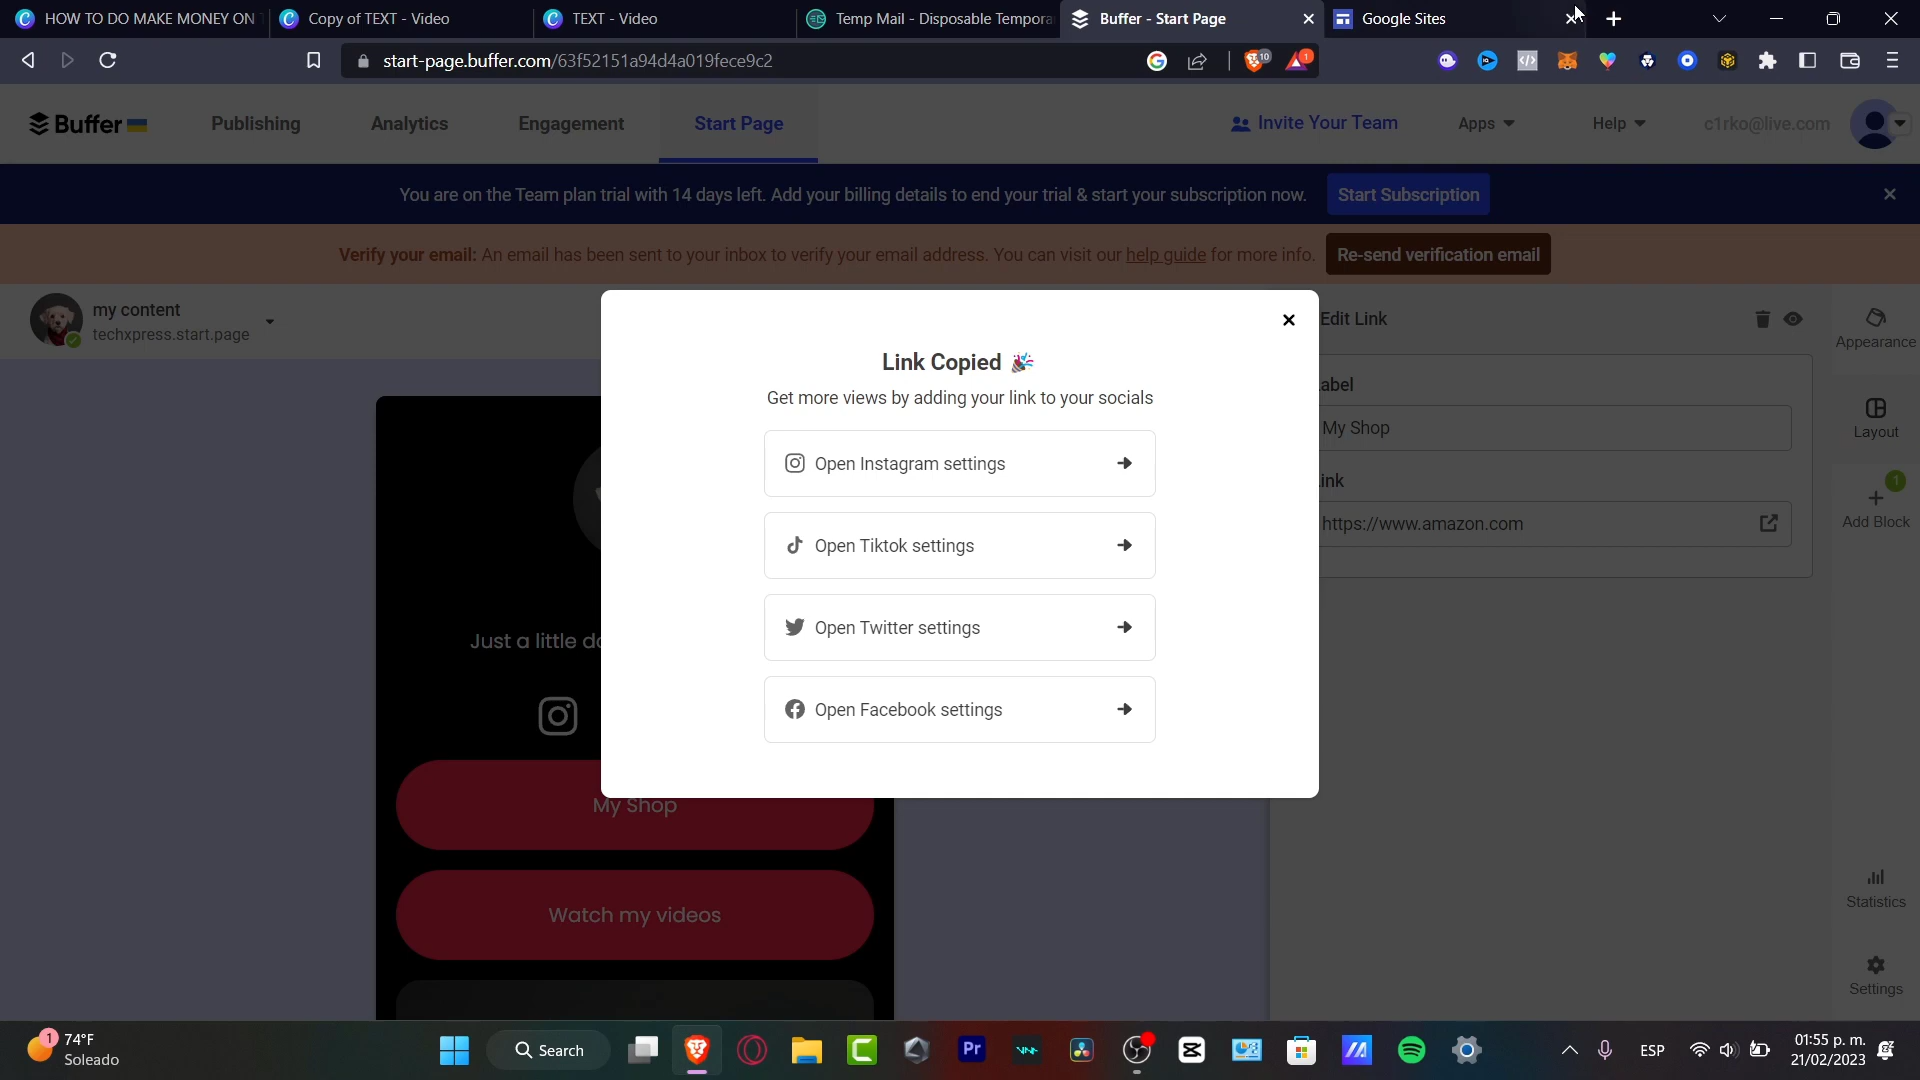 HOW TO DO MAKE MONEY ON
Copy of TEXT - Video
TEXT - Video
Temp Mail - Disposable Tempora
Buffer - Start Page
Google Sites
start-page.buffer.com/63f52151a94d4a019fece9c2
10
1
Buffer
Publishing
Analytics
Engagement
Start Page
Invite Your Team
Apps
Help
c1rko@live.com
You are on the Team plan trial with 14 days left. Add your billing details to end your trial & start your subscription now.
Start Subscription
Verify your email: An email has been sent to your inbox to verify your email address. You can visit our help guide for more info.
Re-send verification email
my content
techxpress.start.page
Edit Link
Appearance
Link Copied 🎉
Get more views by adding your link to your socials
Open Instagram settings
Open Tiktok settings
Open Twitter settings
Open Facebook settings
abel
My Shop
ink
https://www.amazon.com
Layout
1
Add Block
Just a little do
My Shop
Watch my videos
Statistics
Settings
1
74°F
Soleado
Search
Pr
ESP
01:55 p. m.
21/02/2023